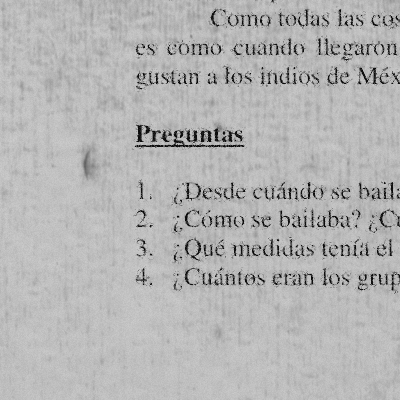 Como todas las cos
es como cuando llegaron
gustan a los indios de Méx
Preguntas
1. ¿Desde cuándo se baila
2. ¿Cómo se bailaba? ¿Cu
3. ¿Qué medidas tenía el
4. ¿Cuántos eran los grup